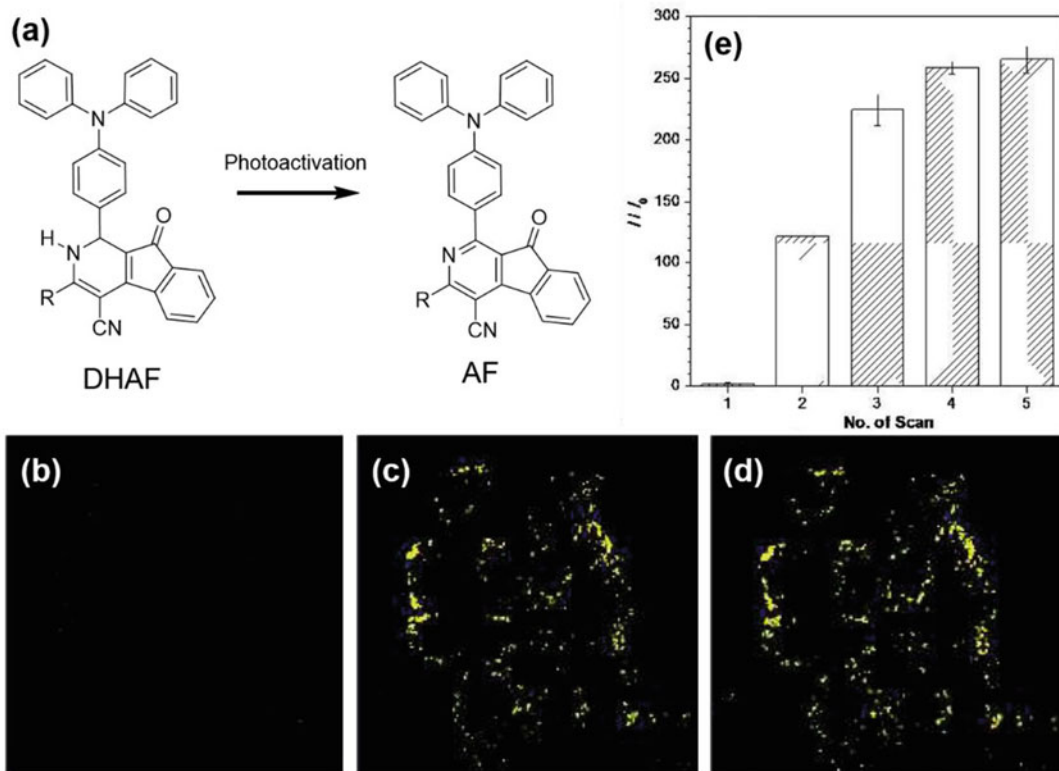 (a)
N
H
N
O
R
CN
DHAF
Photoactivation
N
N
O
R
CN
AF
(e)
300
250
200
150
100
50
0
I / I₀
1 2 3 4 5
No. of Scan
(b)
(c)
(d)